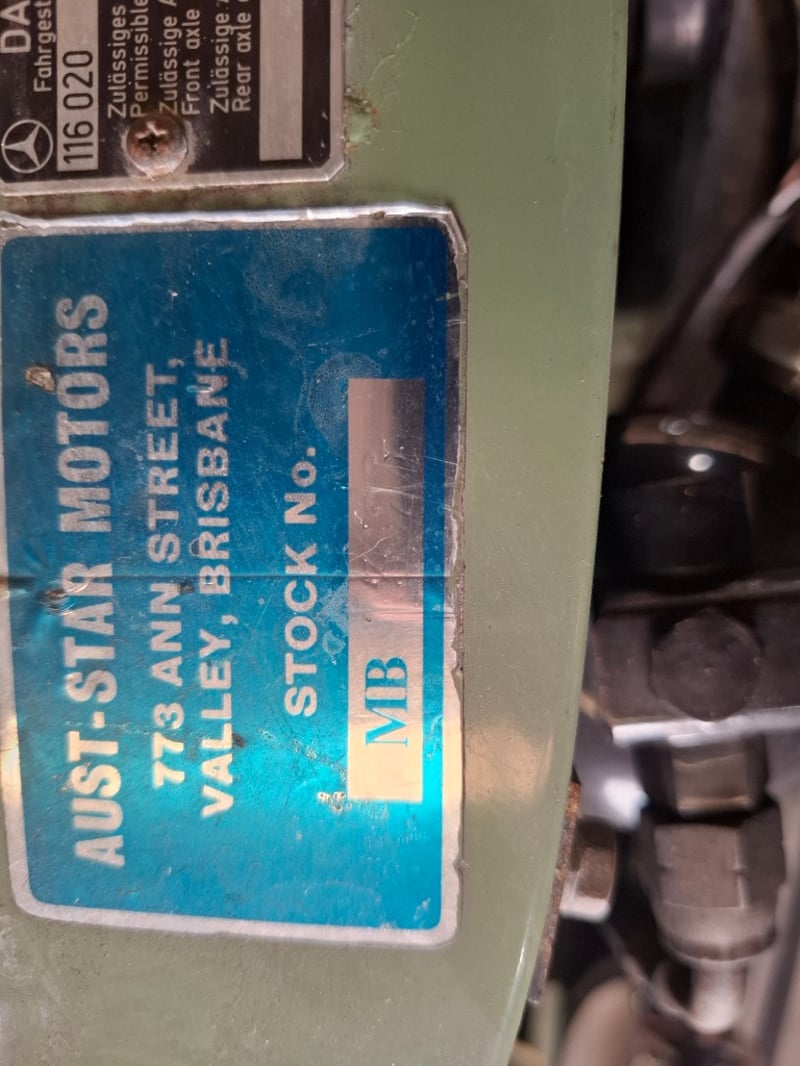 DA
Fahrgest
116 020
Zulässiges
Permissible
Zulässige A
Front axle
Zulässige
Rear axle
AUST-STAR MOTORS
773 ANN STREET,
VALLEY, BRISBANE
STOCK No.
MB